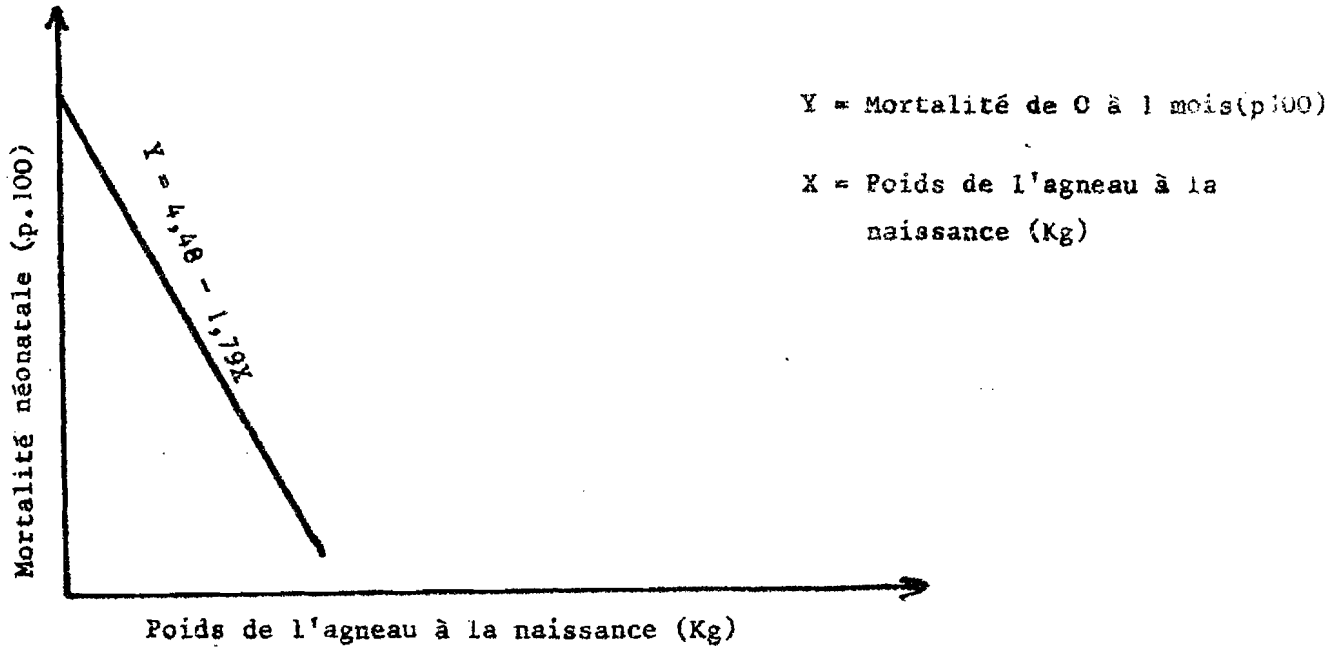 Mortalité néonatale (p.100)
Y = 4,48 - 1,79X
Y = Mortalité de 0 à 1 mois(p100)
X = Poids de l'agneau à la
naissance (Kg)
Poids de l'agneau à la naissance (Kg)